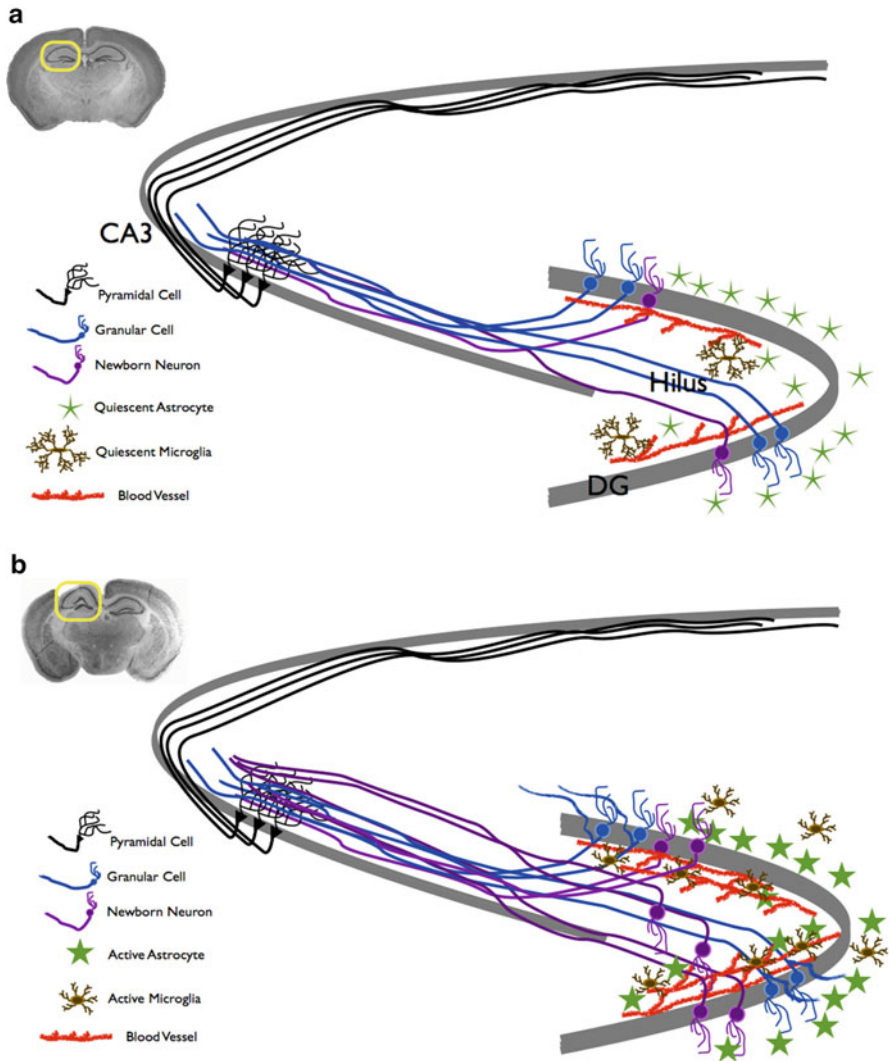 a
CA3
Pyramidal Cell
Granular Cell
Newborn Neuron
Quiescent Astrocyte
Quiescent Microglia
Blood Vessel
Hilus
DG
b
Pyramidal Cell
Granular Cell
Newborn Neuron
Active Astrocyte
Active Microglia
Blood Vessel